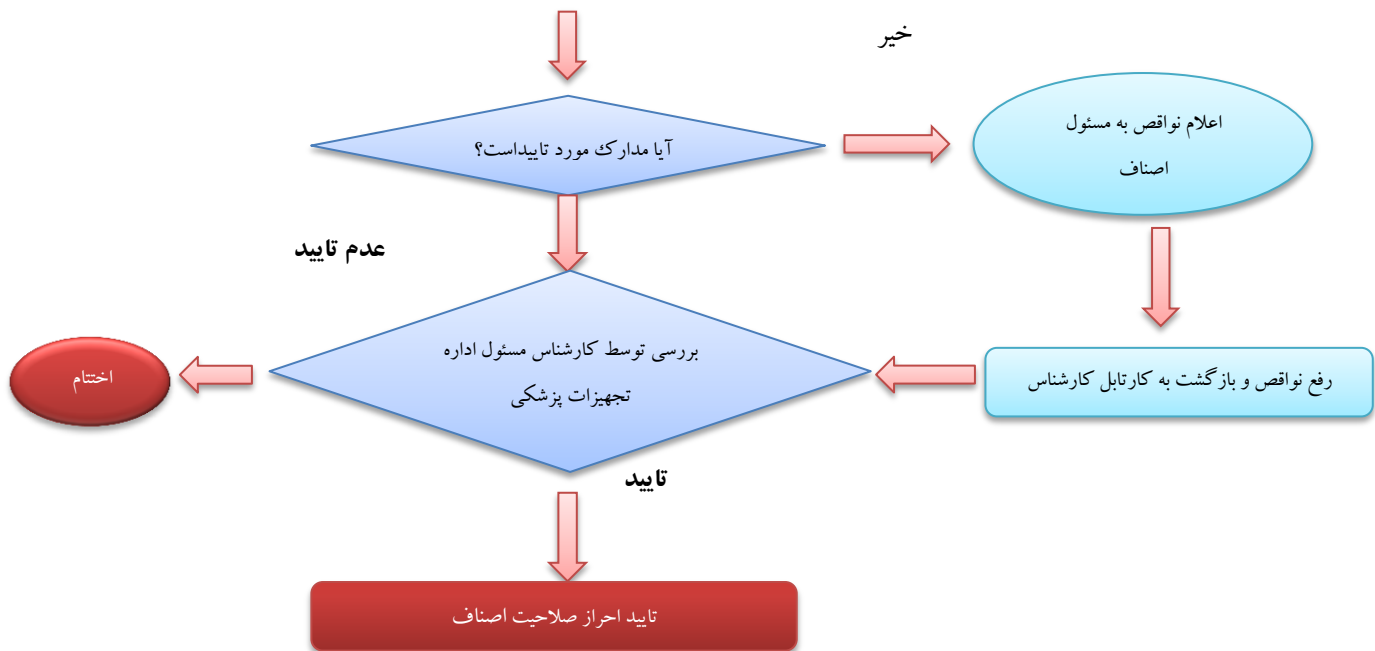 خیر
آیا مدارک مورد تاییداست؟
اعلام نواقص به مسئول
اصناف
عدم تایید
بررسی توسط کارشناس مسئول اداره
تجهیزات پزشکی
رفع نواقص و بازگشت به کارتابل کارشناس
اختتام
تایید
تایید احراز صلاحیت اصناف